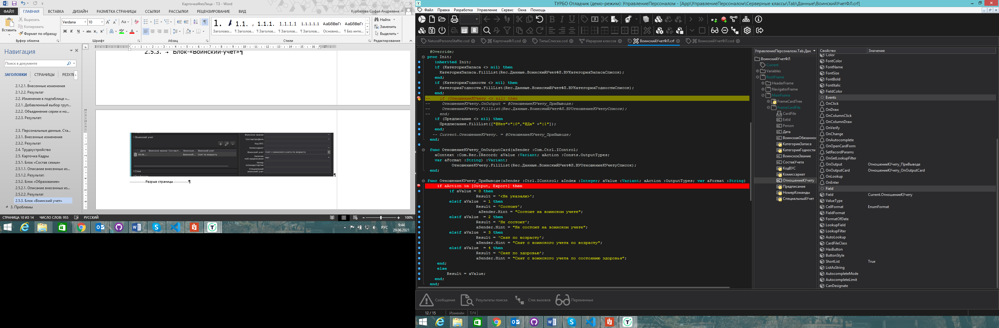 КарточкаФизЛица - ТЗ - Word
ФАЙЛ ГЛАВНАЯ ВСТАВКА ДИЗАЙН РАЗМЕТКА СТРАНИЦЫ ССЫЛКИ РАССЫЛКИ РЕЦЕНЗИРОВАНИЕ ВИД Курбатова Софья Андреевна
Вставить
Вырезать
Копировать
Формат по образцу
Verdana 10
Ж К Ч abc x₂ x²
1. 1.1. 1.1.1. 1.1.1.1 1.1.1.1.1 АаБбВвГг АаБбВвГг
Заголово... ¶ Заголов... ¶ Заголов... ¶ Заголов... ¶ Заголов... Основно... ¶ Без инте...
Найти
Заменить
Выделить
Буфер обмена Шрифт Абзац Стили Редактирование
Навигация
Поиск в документе
ЗАГОЛОВКИ СТРАНИЦЫ РЕЗУЛЬ
2.1.2.1. Внесенные изменения
2.1.2.2. Результат
2.2. Изменения в подтаблице «...
2.2.1. Добавленный выбор груп...
2.2.2. Объединение серии и но...
2.2.3. Результат:
2.3. Персональные данные. Ста...
2.3.1. Внесенные изменения
2.3.2. Результат
2.4. Трудоустройство
2.5. Карточка Кадры
2.5.1. Блок «Состав семьи»
2.5.1.1. Описание внесенных из...
2.5.1.2. Результат:
2.5.2. Блок «Образование»
2.5.2.1. Описание внесенных из...
2.5.2.2. Результат
2.5.3. Блок «Воинский учет»
3. Проблемы
2.5.3. → Блок·«Воинский·учет»¶
Воинский учет
Дата Воинское звание Состав/п... Воинская... Воинский учет
09.06.... Военнооб... Снят по возрасту
Стаж
Воинское звание
Состав/профиль
Код ВУС
Комиссариат
Воинский учет Снят с воинского учета по возрасту
Наличие моб.предписания Нет
Номер команды/партии
Специальный воинский учет
Разрыв страницы ¶
СТРАНИЦА 10 ИЗ 14 ЧИСЛО СЛОВ: 955 РУССКИЙ 100%
РУС 9:44
29.06.2021
ТУРБО Отладчик (демо-режим): УправлениеПерсоналом - [App\УправлениеПерсоналом\Серверные классы\Tab\Данные\ВоинскийУчетФЛ.crf]
Файл Правка Разработка Управление Сервис Окна Помощь
NaturalPersonsStaffer.cod КарточкаФЛ.cod ТипыСписки.cod Иерархия классов ВоинскийУчетФЛ.crf ВоинскийУчетФЛ.cod
#Override;
proc Init;
inherited Init;
if (КатегорияЗапаса <> nil) then
КатегорияЗапаса.FillList(Rec.Данные.ВоинскийУчетФЛ.ВУКатегорияЗапасаСписок);
end;
if (КатегорияГодности <> nil) then
КатегорияГодности.FillList(Rec.Данные.ВоинскийУчетФЛ.ВУКатегорияГодностиСписок);
end;
-- if (ОтношениеКУчету <> nil) then
-- ОтношениеКУчету.OnOutput = @ОтношениеКУчету_ПриВыводе;
-- ОтношениеКУчету.FillList(Rec.Данные.ВоинскийУчетФЛ.ВУОтношениеКУчетуСписок);
-- end;
if (Предписание <> nil) then
Предписание.FillList(["@Нет"+"|0","@Да" +"|1"]);
end;
-- Current.ОтношениеКУчету. = @ОтношениеКУчету_ПриВыводе;
end;
func ОтношениеКУчету_OnOutputCard(aSender :Com.Ctrl.IControl;
aContext :Com.Rec.IRecord; aValue :Variant; aAction :Consts.OutputTypes;
var aFormat :String) :Variant;
ОтношениеКУчету.FillList(Rec.Данные.ВоинскийУчетФЛ.ВУОтношениеКУчетуСписок);
end;
func ОтношениеКУчету_ПриВыводе(aSender :Ctrl.IControl; aIndex :Integer; aValue :Variant; aAction :OutputTypes; var aFormat :String)
if aAction in [Output, Export] then
if aValue = 0 then
Result = '<Не указали>';
elsif aValue = 1 then
Result = 'Состоит';
aSender.Hint = "Состоит на воинском учете";
elsif aValue = 2 then
Result = 'Не состоит';
aSender.Hint = "Не состоит на воинском учете";
elsif aValue = 3 then
Result = 'Снят по возрасту';
aSender.Hint = "Снят с воинского учета по возрасту";
elsif aValue = 4 then
Result = 'Снят по здоровью';
aSender.Hint = "Снят с воинского учета по состоянию здоровья";
end;
else
Result = aValue;
end;
end;
УправлениеПерсоналом.Tab.Дан
ВоинскийУчетФЛ
Current
Variables
RootFrame
HeaderFrame
NavigatorFrame
MainFrame
FrameCardTree
FrameCardFile
CardFile
ExtId
Person
Дата
ВоинскаяОбязаннос
КатегорияЗапаса
КатегорияГодности
ВоинскоеЗвание
СоставУчета
КодВУС
Комиссариат
ОтношениеКУчету
Предписание
НомерКоманды
СпециальныйУчет
Свойство Значение
Color
FontColor
FontName
FontSize
FontBold
FontItalic
FieldColor
Events
OnClick
OnDraw
OnColumnClick
OnColumnDraw
OnVerify
OnChange
OnAutocomplete
OnOpenCardForm
SetRecordParams
OnGetLookupFilter
OnOutput ОтношениеКУчету_ПриВыводе
OnOutputCard ОтношениеКУчету_OnOutputCard
OnLookup
OnEnter
Field
Field Current.ОтношениеКУчету
ValueType
CellFormat EnumFormat
FieldFormat
FormatOfDate
LookupField
LookupFilter
AutoLookup
CardFileClass
HasButton
ButtonStyle
ShortList True
ListAsString
AutocompleteMode
AutocompleteLimit
CanDesignate
Сообщения Результаты поиска Стек вызовов Переменные
12 / 15 Изменён Т/Ч